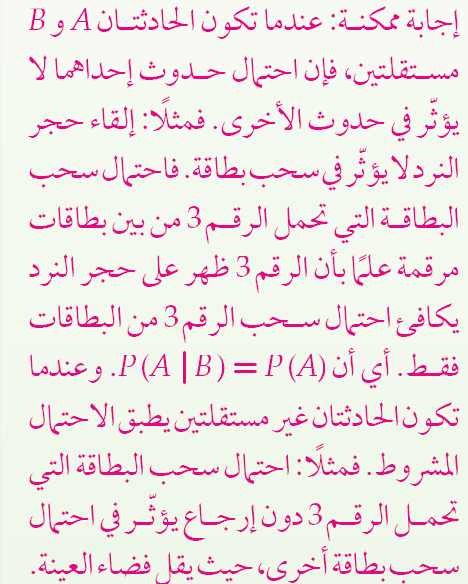 إجابة ممكنة: عندما تكون الحادثتان A و B
مستقلتين، فإن احتمال حدوث إحداهما لا
يؤثّر في حدوث الأخرى. فمثلًا: إلقاء حجر
النرد لا يؤثّر في سحب بطاقة. فاحتمال سحب
البطاقة التي تحمل الرقم 3 من بين بطاقات
مرقمة علمًا بأن الرقم 3 ظهر على حجر النرد
يكافئ احتمال سحب الرقم 3 من البطاقات
فقط. أي أن P (A | B) = P (A). وعندما
تكون الحادثتان غير مستقلتين يطبق الاحتمال
المشروط. فمثلًا: احتمال سحب البطاقة التي
تحمل الرقم 3 دون إرجاع يؤثّر في احتمال
سحب بطاقة أخرى، حيث يقل فضاء العينة.